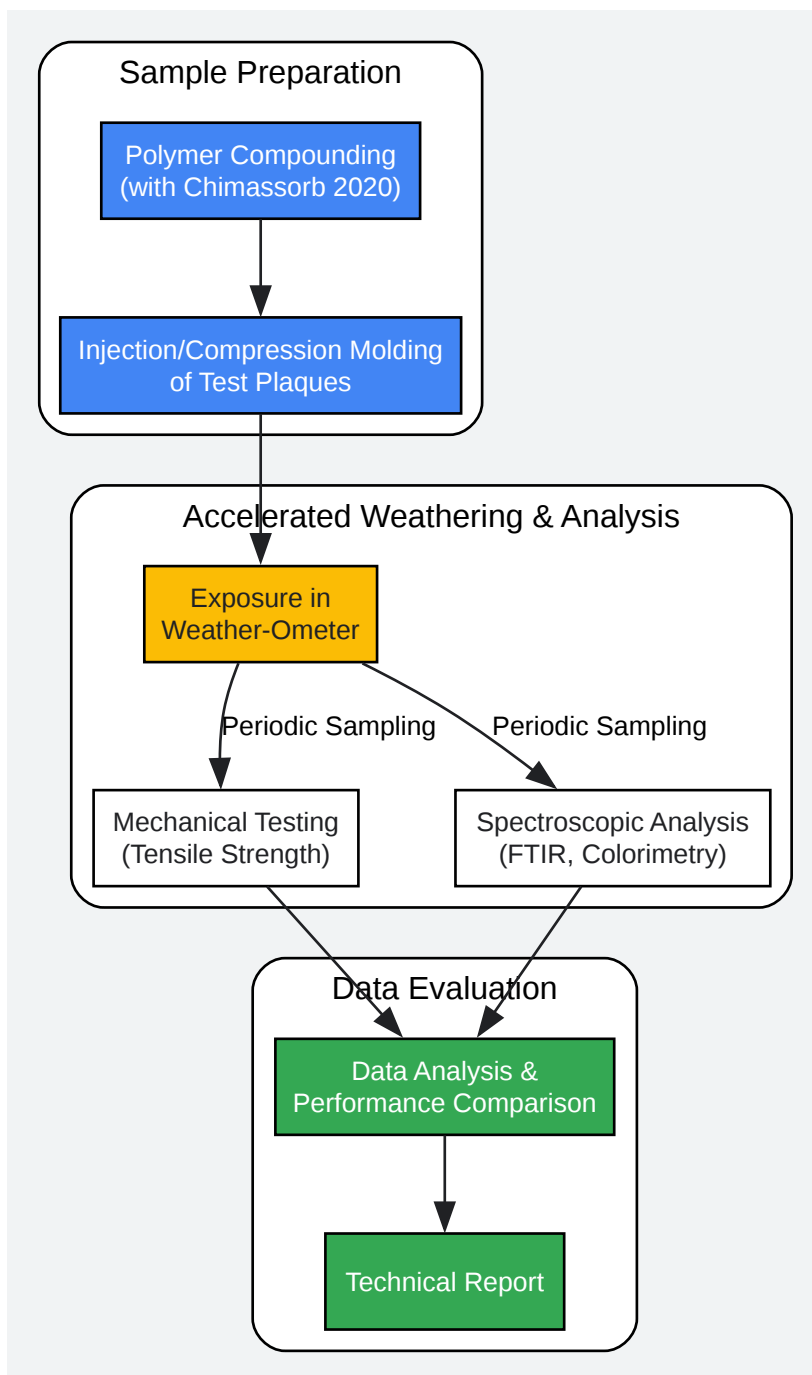 Sample Preparation
Polymer Compounding
(with Chimassorb 2020)
Injection/Compression Molding
of Test Plaques
Accelerated Weathering & Analysis
Exposure in
Weather-Ometer
Periodic Sampling
Periodic Sampling
Mechanical Testing
(Tensile Strength)
Spectroscopic Analysis
(FTIR, Colorimetry)
Data Evaluation
Data Analysis &
Performance Comparison
Technical Report